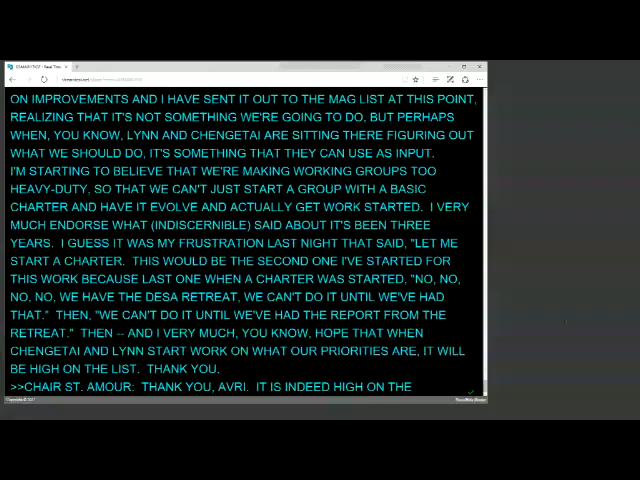 ON IMPROVEMENTS AND I HAVE SENT IT OUT TO THE MAG LIST AT THIS POINT,
REALIZING THAT IT'S NOT SOMETHING WE'RE GOING TO DO, BUT PERHAPS
WHEN, YOU KNOW, LYNN AND CHENGETAI ARE SITTING THERE FIGURING OUT
WHAT WE SHOULD DO, IT'S SOMETHING THAT THEY CAN USE AS INPUT.
I'M STARTING TO BELIEVE THAT WE'RE MAKING WORKING GROUPS TOO
HEAVY-DUTY, SO THAT WE CAN'T JUST START A GROUP WITH A BASIC
CHARTER AND HAVE IT EVOLVE AND ACTUALLY GET WORK STARTED.  I VERY
MUCH ENDORSE WHAT (INDISCERNIBLE) SAID ABOUT IT'S BEEN THREE
YEARS.  I GUESS IT WAS MY FRUSTRATION LAST NIGHT THAT SAID, "LET ME
START A CHARTER.  THIS WOULD BE THE SECOND ONE I'VE STARTED FOR
THIS WORK BECAUSE LAST ONE WHEN A CHARTER WAS STARTED, "NO, NO,
NO, NO, WE HAVE THE DESA RETREAT, WE CAN'T DO IT UNTIL WE'VE HAD
THAT."  THEN, "WE CAN'T DO IT UNTIL WE'VE HAD THE REPORT FROM THE
RETREAT."  THEN -- AND I VERY MUCH, YOU KNOW, HOPE THAT WHEN
CHENGETAI AND LYNN START WORK ON WHAT OUR PRIORITIES ARE, IT WILL
BE HIGH ON THE LIST.  THANK YOU.
>>CHAIR ST. AMOUR:  THANK YOU, AVRI.  IT IS INDEED HIGH ON THE